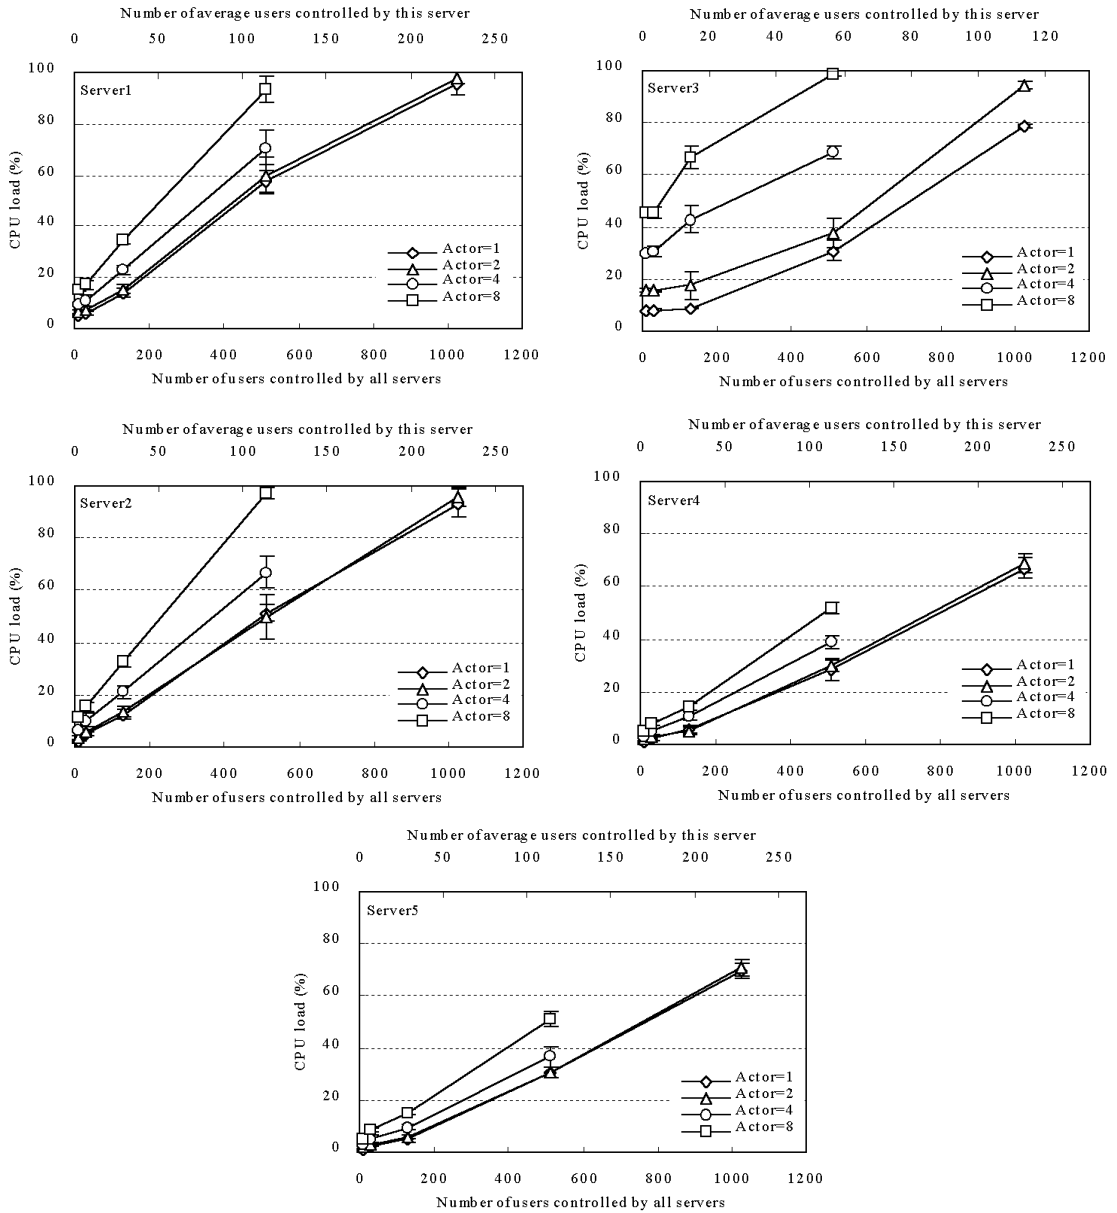 Number of average users controlled by this server
0 50 100 150 200 250
100
80
60
40
20
0
CPU load (%)
Server1
Actor=1
Actor=2
Actor=4
Actor=8
0 200 400 600 800 1000 1200
Number of users controlled by all servers
Number of average users controlled by this server
0 20 40 60 80 100 120
100
80
60
40
20
0
CPU load (%)
Server3
Actor=1
Actor=2
Actor=4
Actor=8
0 200 400 600 800 1000 1200
Number of users controlled by all servers
Number of average users controlled by this server
0 50 100 150 200 250
100
80
60
40
20
0
CPU load (%)
Server2
Actor=1
Actor=2
Actor=4
Actor=8
0 200 400 600 800 1000 1200
Number of users controlled by all servers
Number of average users controlled by this server
0 50 100 150 200 250
100
80
60
40
20
0
CPU load (%)
Server4
Actor=1
Actor=2
Actor=4
Actor=8
0 200 400 600 800 1000 1200
Number of users controlled by all servers
Number of average users controlled by this server
0 50 100 150 200 250
100
80
60
40
20
0
CPU load (%)
Server5
Actor=1
Actor=2
Actor=4
Actor=8
0 200 400 600 800 1000 1200
Number of users controlled by all servers